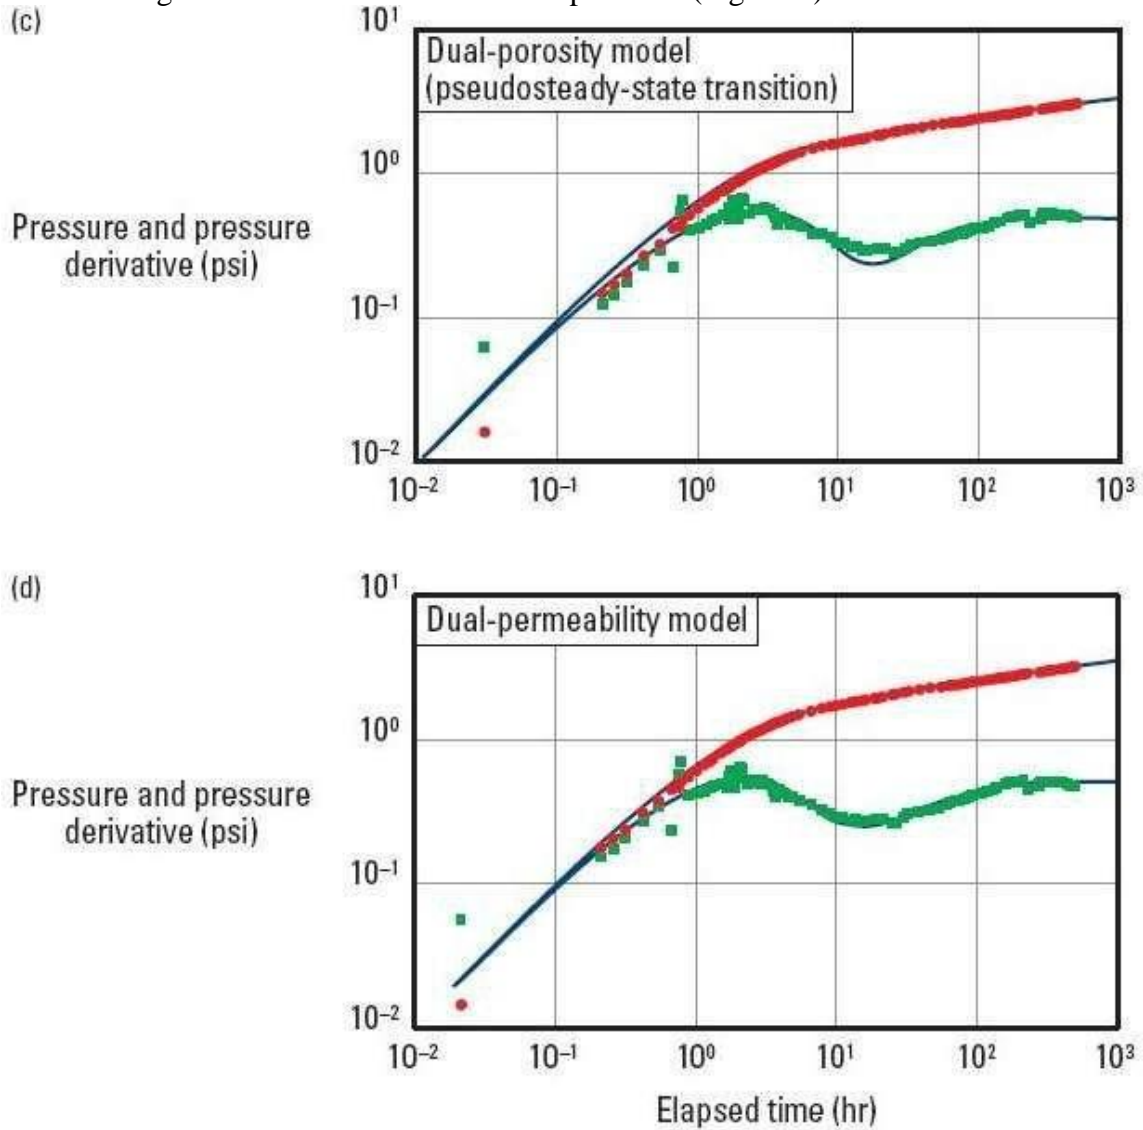 (c)
10¹
Dual-porosity model
(pseudosteady-state transition)
10⁰
Pressure and pressure
derivative (psi)
10⁻¹
10⁻²
10⁻² 10⁻¹ 10⁰ 10¹ 10² 10³
(d)
10¹
Dual-permeability model
10⁰
Pressure and pressure
derivative (psi)
10⁻¹
10⁻²
10⁻² 10⁻¹ 10⁰ 10¹ 10² 10³
Elapsed time (hr)